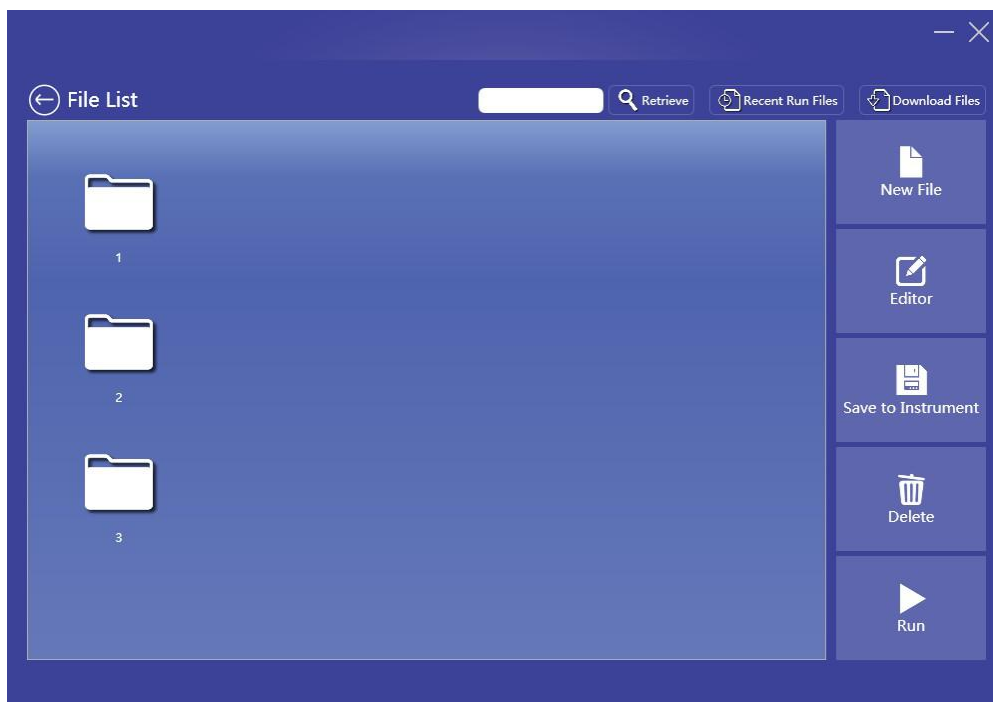 File List
Retrieve
Recent Run Files
Download Files
New File
1
Editor
2
Save to Instrument
Delete
3
Run